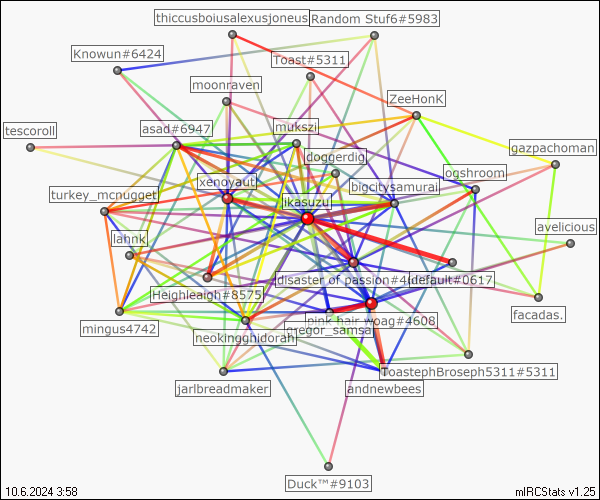 thiccusboiusalexusjoneus
Random Stuf6#5983
Knowun#6424
Toast#5311
moonraven
ZeeHonK
tescoroll
asad#6947
mukszi
gazpachoman
doggerdig
ogshroom
xenoyaut
bigcitysamurai
turkey_mcnugget
likasuzu
avelicious
lahnk
disaster of passion#4
default#0617
Heighleaigh#8575
facadas.
mingus4742
pink hair woag#4608
gregor_samsa
neokingghidorah
ToastephBroseph5311#5311
jarlbreadmaker
andnewbees
Duck™#9103
10.6.2024 3:58
mIRCStats v1.25